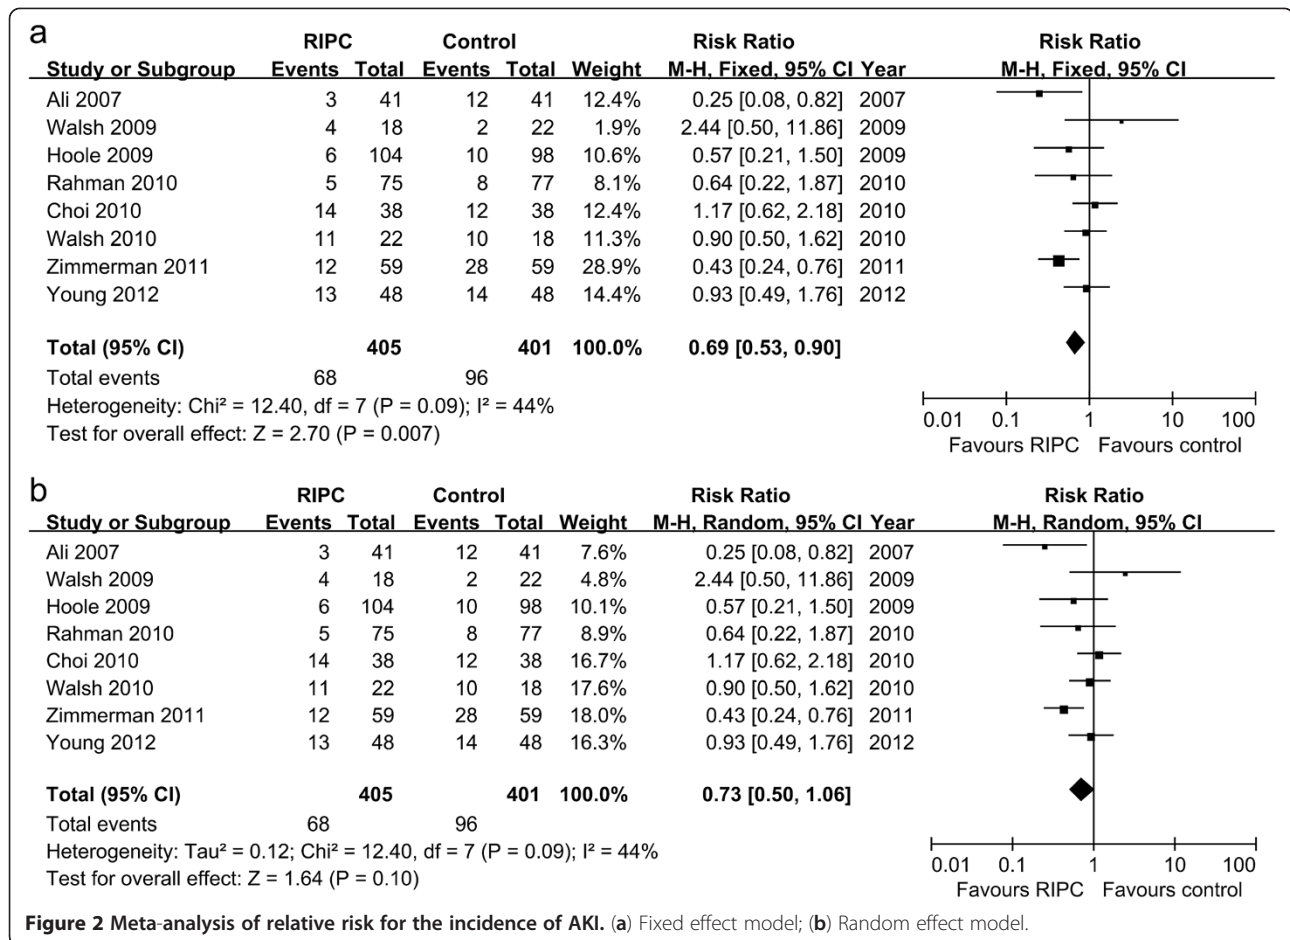 a
RIPC Control Risk Ratio Risk Ratio
Study or Subgroup Events Total Events Total Weight M-H, Fixed, 95% CI Year M-H, Fixed, 95% CI
Ali 2007 3 41 12 41 12.4% 0.25 [0.08, 0.82] 2007
Walsh 2009 4 18 2 22 1.9% 2.44 [0.50, 11.86] 2009
Hoole 2009 6 104 10 98 10.6% 0.57 [0.21, 1.50] 2009
Rahman 2010 5 75 8 77 8.1% 0.64 [0.22, 1.87] 2010
Choi 2010 14 38 12 38 12.4% 1.17 [0.62, 2.18] 2010
Walsh 2010 11 22 10 18 11.3% 0.90 [0.50, 1.62] 2010
Zimmerman 2011 12 59 28 59 28.9% 0.43 [0.24, 0.76] 2011
Young 2012 13 48 14 48 14.4% 0.93 [0.49, 1.76] 2012
Total (95% CI) 405 401 100.0% 0.69 [0.53, 0.90]
Total events 68 96
Heterogeneity: Chi² = 12.40, df = 7 (P = 0.09); I² = 44%
Test for overall effect: Z = 2.70 (P = 0.007)
0.01 0.1 1 10 100
Favours RIPC Favours control
b
RIPC Control Risk Ratio Risk Ratio
Study or Subgroup Events Total Events Total Weight M-H, Random, 95% CI Year M-H, Random, 95% CI
Ali 2007 3 41 12 41 7.6% 0.25 [0.08, 0.82] 2007
Walsh 2009 4 18 2 22 4.8% 2.44 [0.50, 11.86] 2009
Hoole 2009 6 104 10 98 10.1% 0.57 [0.21, 1.50] 2009
Rahman 2010 5 75 8 77 8.9% 0.64 [0.22, 1.87] 2010
Choi 2010 14 38 12 38 16.7% 1.17 [0.62, 2.18] 2010
Walsh 2010 11 22 10 18 17.6% 0.90 [0.50, 1.62] 2010
Zimmerman 2011 12 59 28 59 18.0% 0.43 [0.24, 0.76] 2011
Young 2012 13 48 14 48 16.3% 0.93 [0.49, 1.76] 2012
Total (95% CI) 405 401 100.0% 0.73 [0.50, 1.06]
Total events 68 96
Heterogeneity: Tau² = 0.12; Chi² = 12.40, df = 7 (P = 0.09); I² = 44%
Test for overall effect: Z = 1.64 (P = 0.10)
0.01 0.1 1 10 100
Favours RIPC Favours control
Figure 2 Meta-analysis of relative risk for the incidence of AKI. (a) Fixed effect model; (b) Random effect model.